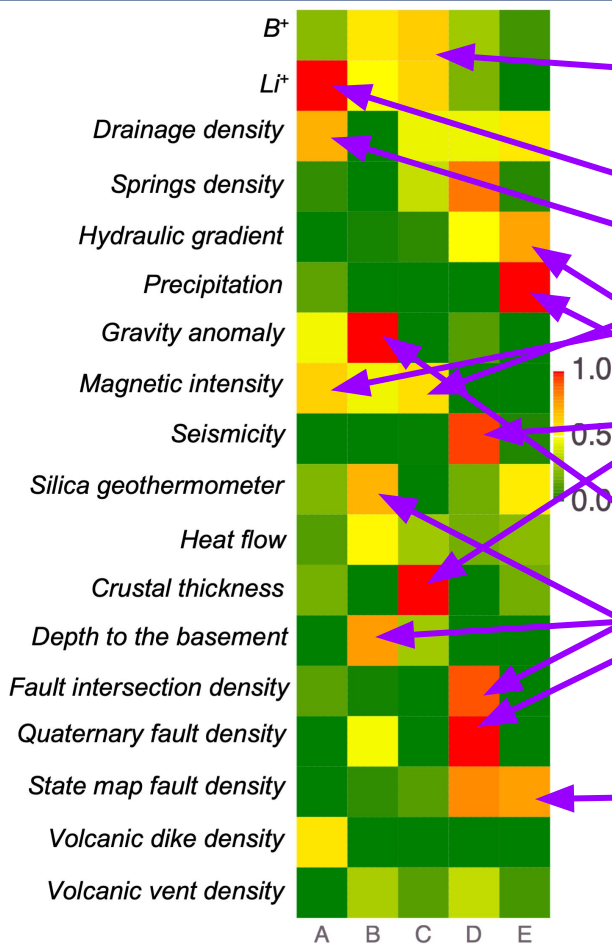 B⁺
Li⁺
Drainage density
Springs density
Hydraulic gradient
Precipitation
Gravity anomaly
Magnetic intensity
1.0
Seismicity
0.5
Silica geothermometer
0.0
Heat flow
Crustal thickness
Depth to the basement
Fault intersection density
Quaternary fault density
State map fault density
Volcanic dike density
Volcanic vent density
A B C D E